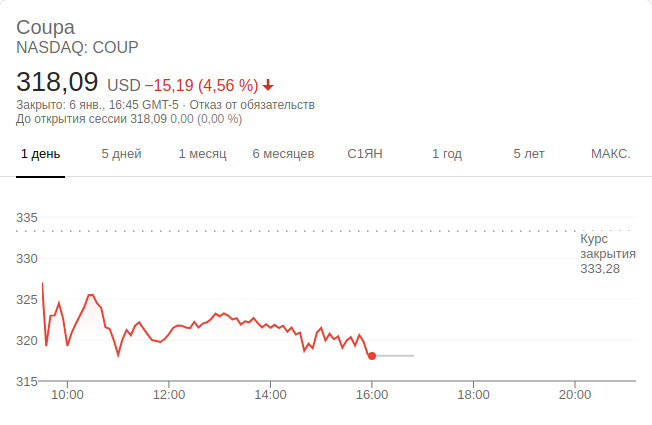 Coupa
NASDAQ: COUP
318,09 USD −15,19 (4,56 %)
Закрыто: 6 янв., 16:45 GMT-5 · Отказ от обязательств
До открытия сессии 318,09 0,00 (0,00 %)
1 день 5 дней 1 месяц 6 месяцев С1ЯН 1 год 5 лет МАКС.
335
Курс
закрытия
333,28
330
325
320
315
10:00 12:00 14:00 16:00 18:00 20:00